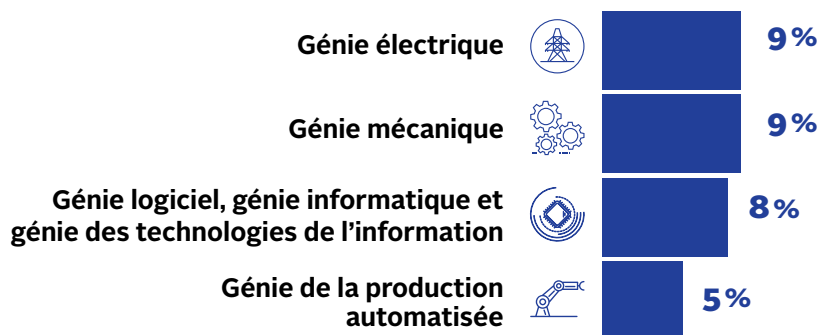 Génie électrique 9%
Génie mécanique 9%
Génie logiciel, génie informatique et
génie des technologies de l’information 8%
Génie de la production
automatisée 5%